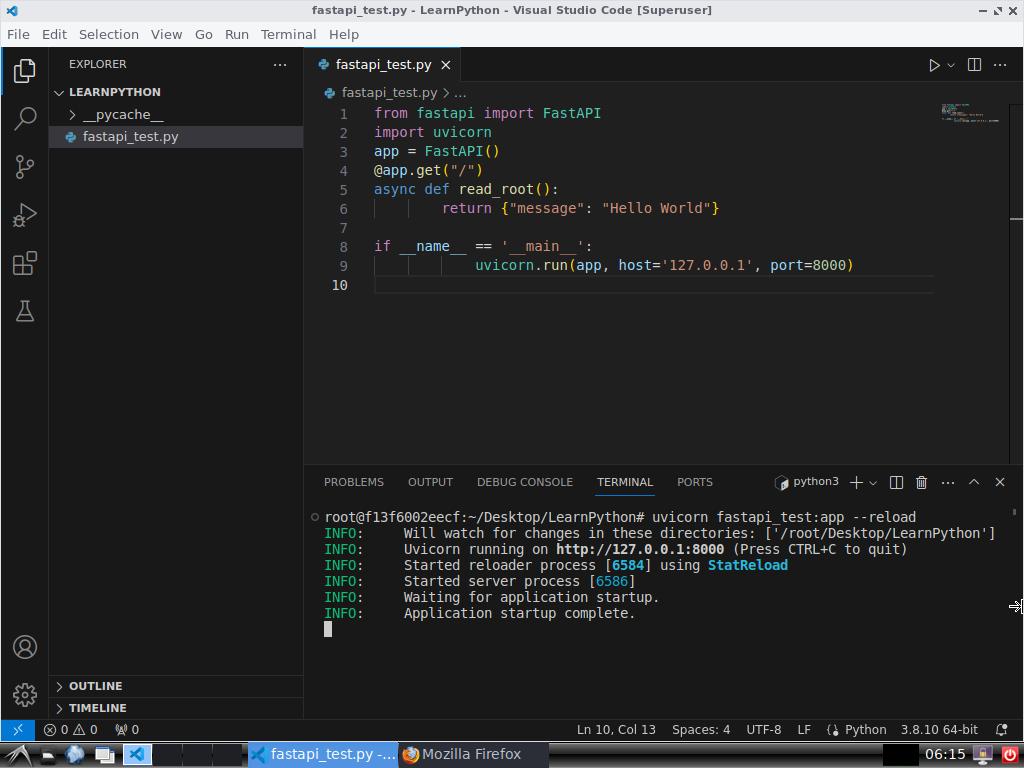 fastapi_test.py - LearnPython - Visual Studio Code [Superuser]
File Edit Selection View Go Run Terminal Help
EXPLORER
LEARNPYTHON
__pycache__
fastapi_test.py
fastapi_test.py
fastapi_test.py > ...
1 from fastapi import FastAPI
2 import uvicorn
3 app = FastAPI()
4 @app.get("/")
5 async def read_root():
6 return {"message": "Hello World"}
7
8 if __name__ == '__main__':
9 uvicorn.run(app, host='127.0.0.1', port=8000)
10
PROBLEMS OUTPUT DEBUG CONSOLE TERMINAL PORTS python3
root@f13f6002eecf:~/Desktop/LearnPython# uvicorn fastapi_test:app --reload
INFO: Will watch for changes in these directories: ['/root/Desktop/LearnPython']
INFO: Uvicorn running on http://127.0.0.1:8000 (Press CTRL+C to quit)
INFO: Started reloader process [6584] using StatReload
INFO: Started server process [6586]
INFO: Waiting for application startup.
INFO: Application startup complete.
OUTLINE
TIMELINE
0 0 0 Ln 10, Col 13 Spaces: 4 UTF-8 LF {} Python 3.8.10 64-bit
fastapi_test.py -... Mozilla Firefox 06:15